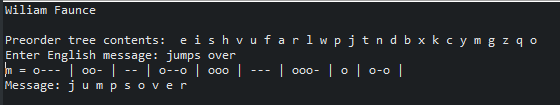 Wiliam Faunce
Preorder tree contents:  e i s h v u f a r l w p j t n d b x k c y m g z q o
Enter English message: jumps over
m = o--- | oo- | -- | o--o | ooo | --- | ooo- | o | o-o |
Message: j u m p s o v e r